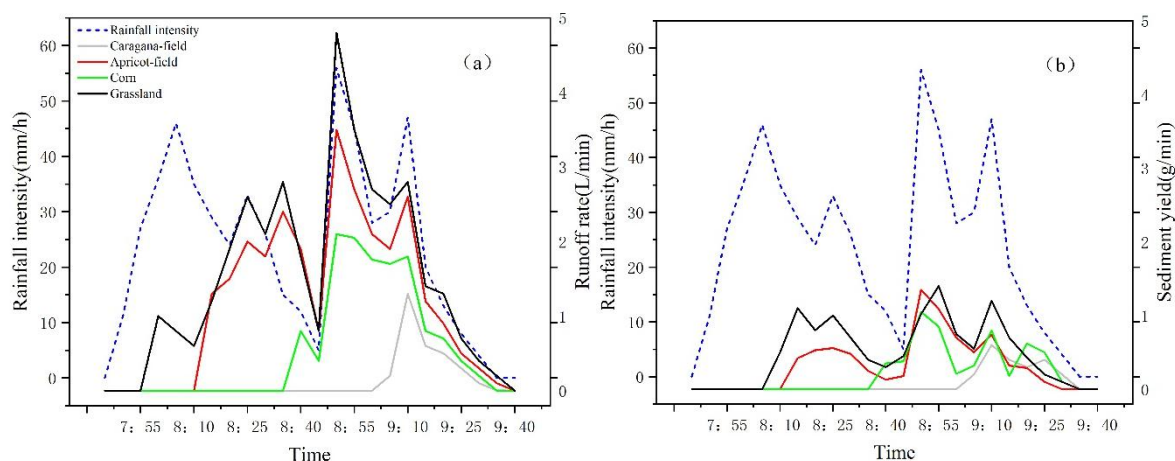 (a)
Rainfall intensity
Caragana-field
Apricot-field
Corn
Grassland
Rainfall intensity(mm/h)
60
50
40
30
20
10
0
5
4
3
2
1
0
Runoff rate(L/min)
7: 55 8: 10 8: 25 8: 40 8: 55 9: 10 9: 25 9: 40
Time
(b)
Rainfall intensity(mm/h)
60
50
40
30
20
10
0
5
4
3
2
1
0
Sediment yield(g/min)
7: 55 8: 10 8: 25 8: 40 8: 55 9: 10 9: 25 9: 40
Time